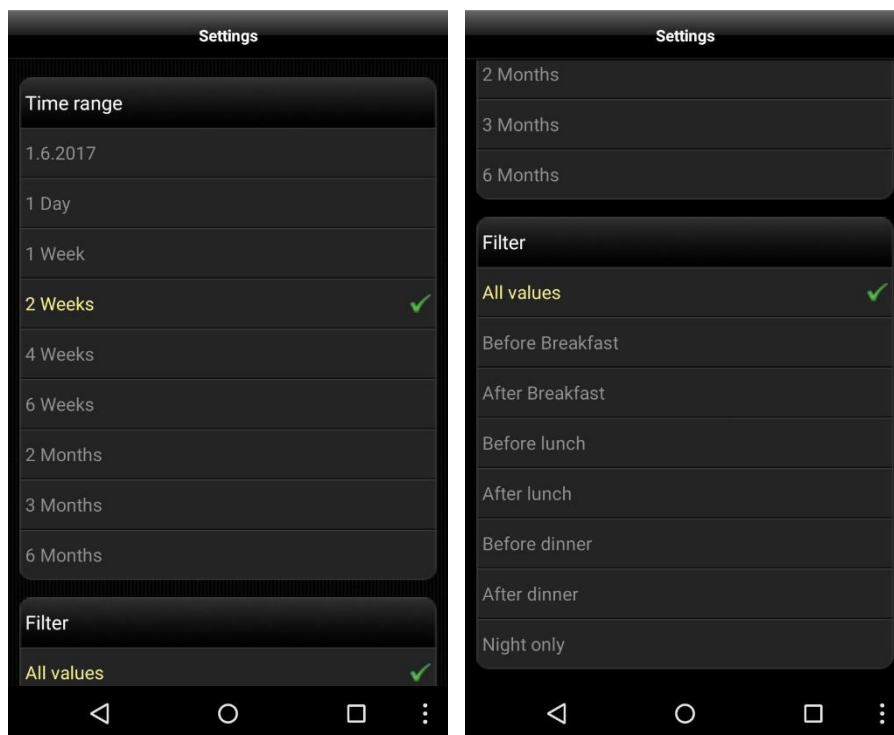 Settings
Time range
1.6.2017
1 Day
1 Week
2 Weeks
4 Weeks
6 Weeks
2 Months
3 Months
6 Months
Filter
All values
Settings
2 Months
3 Months
6 Months
Filter
All values
Before Breakfast
After Breakfast
Before lunch
After lunch
Before dinner
After dinner
Night only